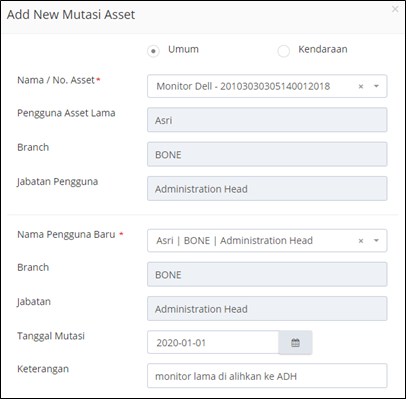 Add New Mutasi Asset ×
Umum Kendaraan
Nama / No. Asset * Monitor Dell - 20103030305140012018 ×
Pengguna Asset Lama Asri
Branch BONE
Jabatan Pengguna Administration Head
Nama Pengguna Baru * Asri | BONE | Administration Head ×
Branch BONE
Jabatan Administration Head
Tanggal Mutasi 2020-01-01
Keterangan monitor lama di alihkan ke ADH